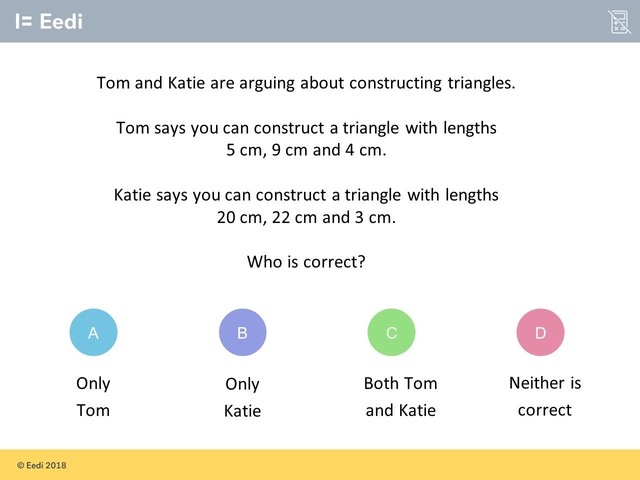 I= Eedi
Tom and Katie are arguing about constructing triangles.
Tom says you can construct a triangle with lengths
5 cm, 9 cm and 4 cm.
Katie says you can construct a triangle with lengths
20 cm, 22 cm and 3 cm.
Who is correct?
A
B
C
D
Only
Tom
Only
Katie
Both Tom
and Katie
Neither is
correct
© Eedi 2018